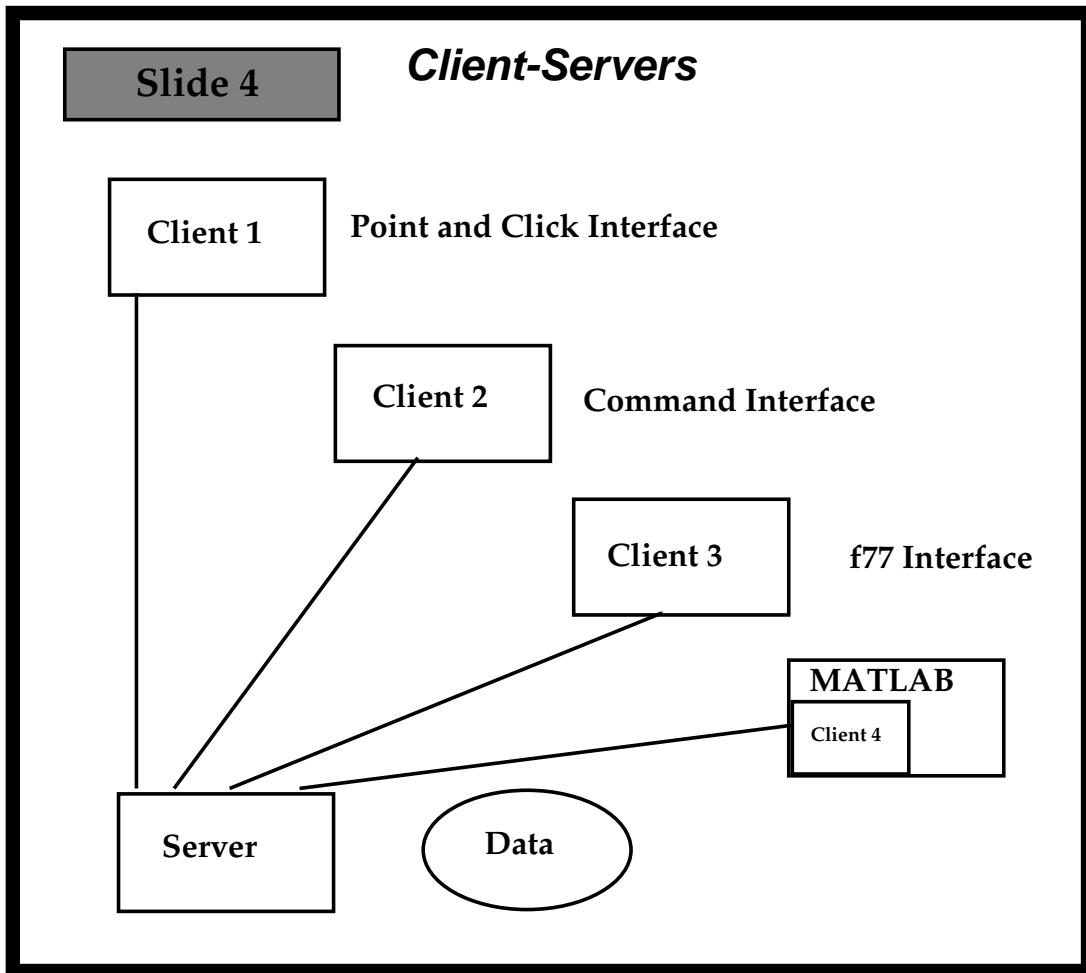 Slide 4
Client-Servers
Client 1
Point and Click Interface
Client 2
Command Interface
Client 3
f77 Interface
MATLAB
Client 4
Server
Data